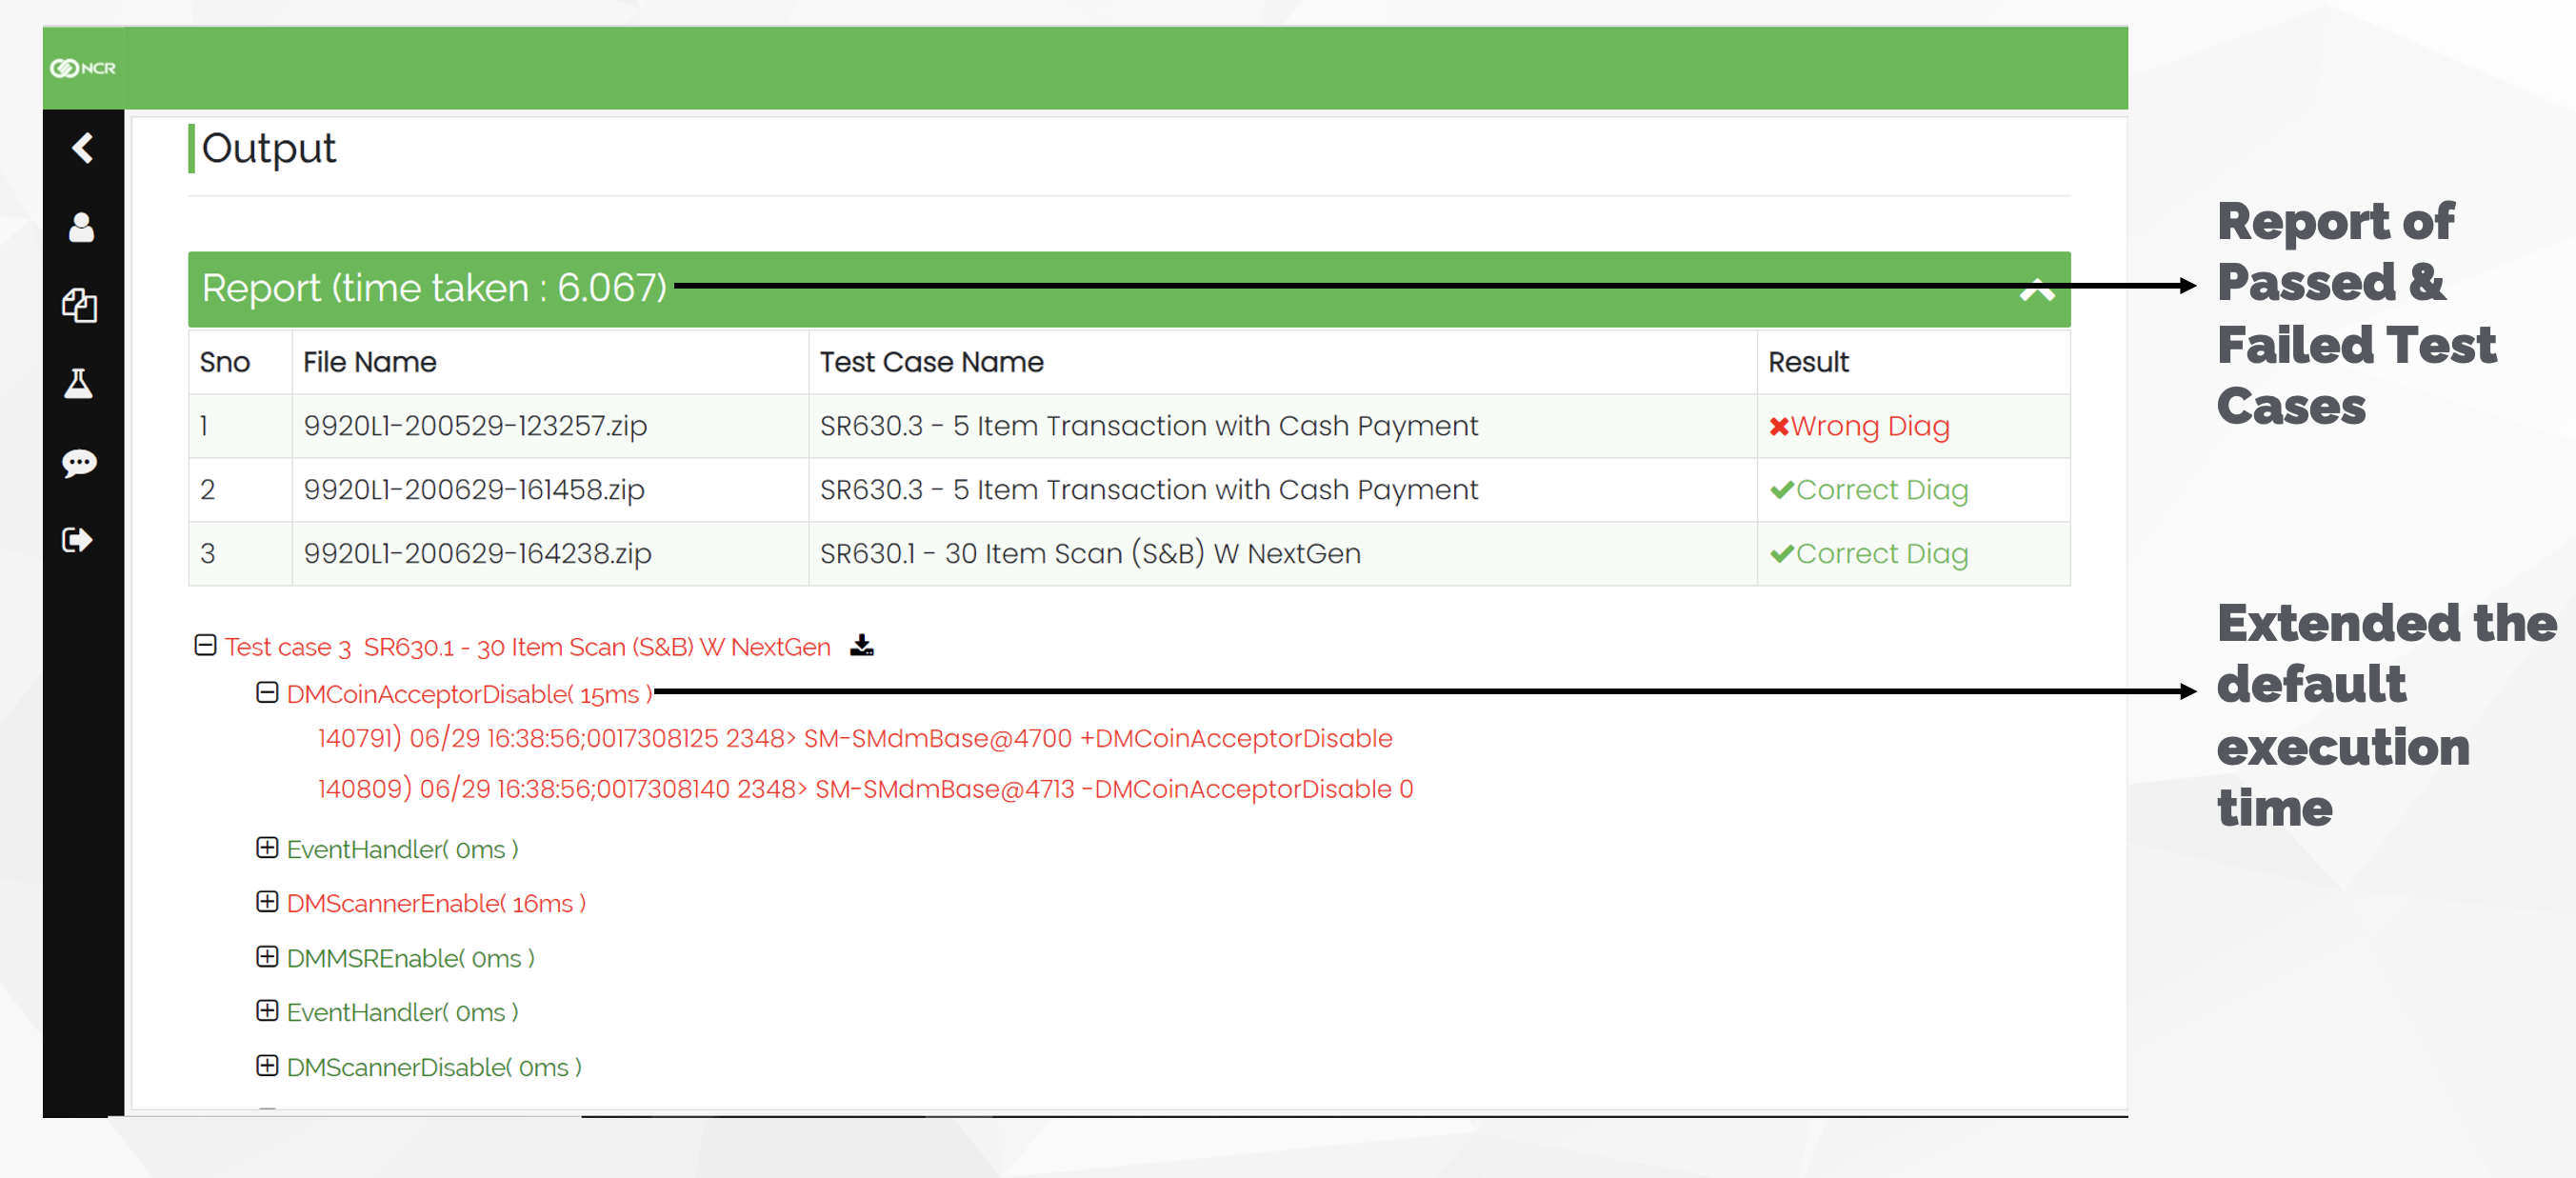 NCR
Output
Report (time taken : 6.067)
Sno File Name Test Case Name Result
1 9920L1-200529-123257.zip SR630.3 - 5 Item Transaction with Cash Payment Wrong Diag
2 9920L1-200629-161458.zip SR630.3 - 5 Item Transaction with Cash Payment Correct Diag
3 9920L1-200629-164238.zip SR630.1 - 30 Item Scan (S&B) W NextGen Correct Diag
Test case 3 SR630.1 - 30 Item Scan (S&B) W NextGen
DMCoinAcceptorDisable( 15ms )
140791) 06/29 16:38:56;0017308125 2348> SM-SMdmBase@4700 +DMCoinAcceptorDisable
140809) 06/29 16:38:56;0017308140 2348> SM-SMdmBase@4713 -DMCoinAcceptorDisable 0
EventHandler( 0ms )
DMScannerEnable( 16ms )
DMMSREnable( 0ms )
EventHandler( 0ms )
DMScannerDisable( 0ms )
Report of
Passed &
Failed Test
Cases
Extended the
default
execution
time